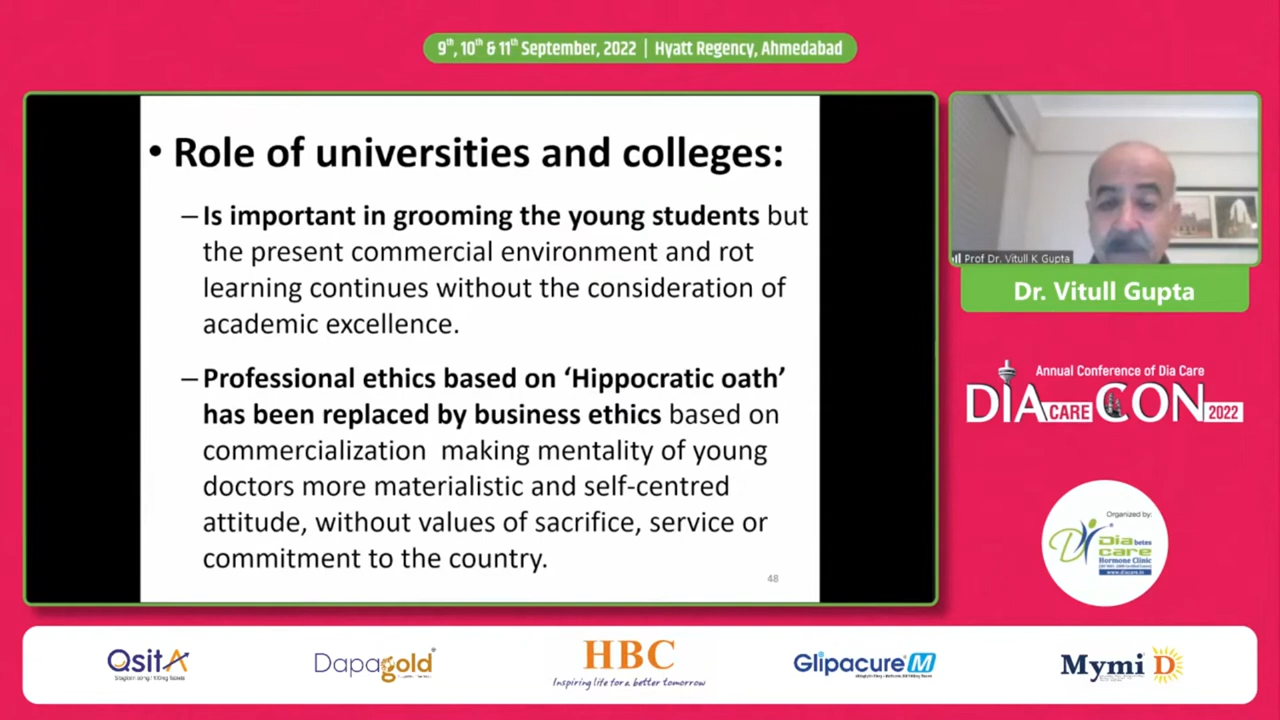 9th, 10th & 11th September, 2022 | Hyatt Regency, Ahmedabad
• Role of universities and colleges:
– Is important in grooming the young students but
the present commercial environment and rot
learning continues without the consideration of
academic excellence.
– Professional ethics based on ‘Hippocratic oath’
has been replaced by business ethics based on
commercialization making mentality of young
doctors more materialistic and self-centred
attitude, without values of sacrifice, service or
commitment to the country.
48
Prof Dr. Vitull K Gupta
Dr. Vitull Gupta
Annual Conference of Dia Care
DIA CARE CON 2022
Organized by:
Diabetes
care
Hormone Clinic
www.diacare.in
QsitA
Dapagold
HBC
Inspiring life for a better tomorrow
Glipacure M
Mymi D